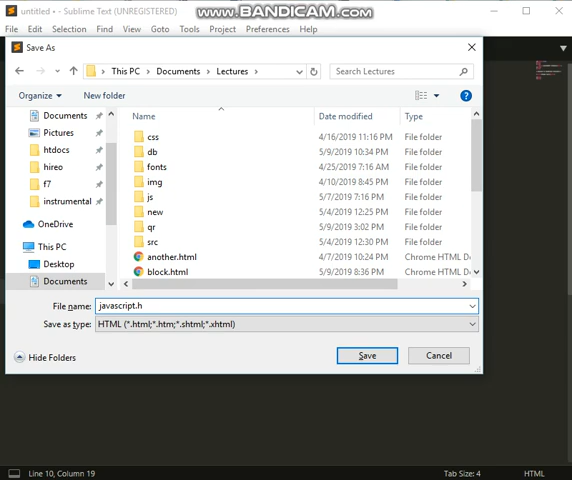 untitled • - Sublime Text (UNREGISTERED)
www.BANDICAM.com
File Edit Selection Find View Goto Tools Project Preferences Help
Save As
This PC > Documents > Lectures >
Search Lectures
Organize
New folder
Documents
Pictures
htdocs
hireo
f7
instrumental
OneDrive
This PC
Desktop
Documents
Name Date modified Type
css 4/16/2019 11:16 PM File folder
db 5/9/2019 10:34 PM File folder
fonts 4/25/2019 7:16 AM File folder
img 4/10/2019 8:45 PM File folder
js 5/7/2019 7:16 AM File folder
new 5/4/2019 12:25 PM File folder
qr 5/9/2019 3:02 PM File folder
src 5/4/2019 12:30 PM File folder
another.html 4/7/2019 10:24 PM Chrome HTML D
block.html 5/9/2019 8:36 PM Chrome HTML D
File name: javascript.h
Save as type: HTML (*.html;*.htm;*.shtml;*.xhtml)
Hide Folders
Save
Cancel
Line 10, Column 19
Tab Size: 4
HTML